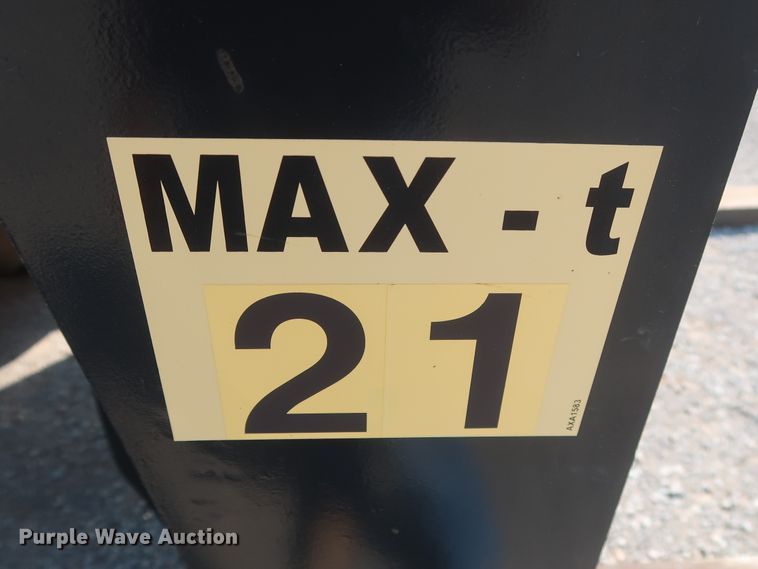 MAX - t
21
AXA1583
Purple Wave Auction